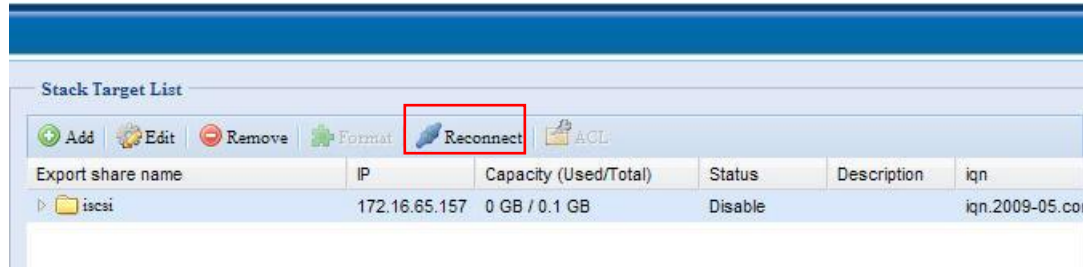 Stack Target List
Add Edit Remove Format Reconnect ACL
Export share name IP Capacity (Used/Total) Status Description iqn
iscsi 172.16.65.157 0 GB / 0.1 GB Disable iqn.2009-05.co